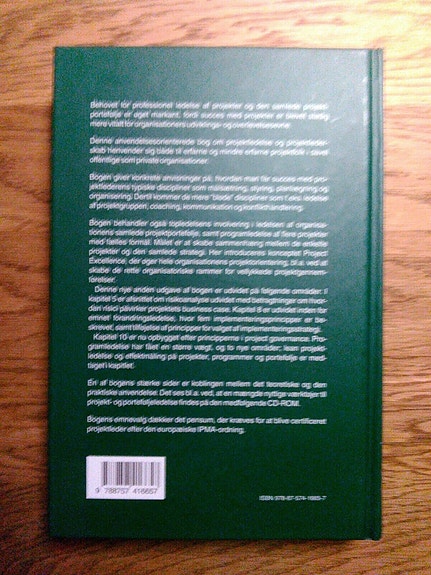 Behovet for professionel ledelse af projekter og den samlede projekt-
portefølje er øget markant, fordi succes med projekter er blevet stadig
mere vitalt for organisationers udviklings- og overlevelsesevne.
Denne anvendelsesorienterede bog om projektledelse og projektleder-
skab henvender sig både til erfarne og mindre erfarne projektfolk i såvel
offentlige som private organisationer.
Bogen giver konkrete anvisninger på, hvordan man får succes med pro-
jektlederens typiske discipliner som målsætning, styring, planlægning og
organisering. Dertil kommer de mere "bløde" discipliner som f.eks. ledelse
af projektgruppen, coaching, kommunikation og konflikthåndtering.
Bogen behandler også topledelsens involvering i ledelsen af organisa-
tionens samlede projektportefølje, samt programledelse af flere projekter
med fælles formål. Målet er at skabe sammenhæng mellem de enkelte
projekter og den samlede strategi. Her introduceres konceptet Project
Excellence, der øger hele organisationens projektorientering, bl.a. ved at
skabe de rette organisatoriske rammer for vellykkede projektgennem-
førelser.
Denne nye anden udgave af bogen er udvidet på følgende områder: I
kapitel 5 er afsnittet om risikoanalyse udvidet med betragtninger om hvor-
dan risici påvirker projektets business case. Kapitel 8 er udvidet inden for
emnet forandringsledelse, hvor fem implementeringsprincipper er be-
skrevet, samt tilføjelse af principper for valget af implementeringsstrategi.
Kapitel 10 er nu opbygget efter principperne i project governance. Pro-
gramledelse har fået en større vægt, og to nye områder, lean projekt-
ledelse og effektmåling på projekter, programmer og portefølje er med-
taget i kapitlet.
En af bogens stærke sider er koblingen mellem det teoretiske og den
praktiske anvendelse. Det ses bl.a. ved, at en mængde nyttige værktøjer til
projekt- og porteføljeledelse findes på den medfølgende CD-ROM.
Bogens emnevalg dækker det pensum, der kræves for at blive certificeret
projektleder efter den europæiske IPMA-ordning.
9 788757 416657
ISBN 978-87-574-1665-7